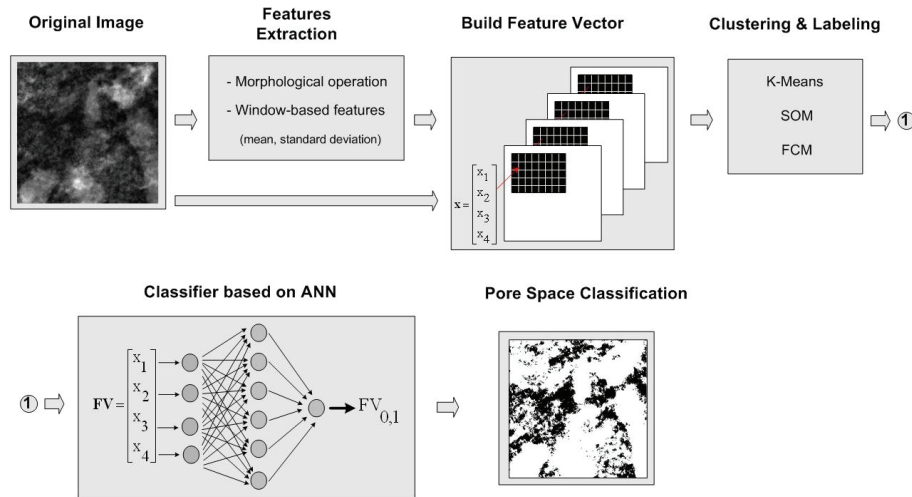 Original Image
Features
Extraction
Build Feature Vector
Clustering & Labeling
- Morphological operation
- Window-based features
(mean, standard deviation)
x = [x1
x2
x3
x4]
K-Means
SOM
FCM
1
Classifier based on ANN
Pore Space Classification
1
FV = [x1
x2
x3
x4]
FV0,1